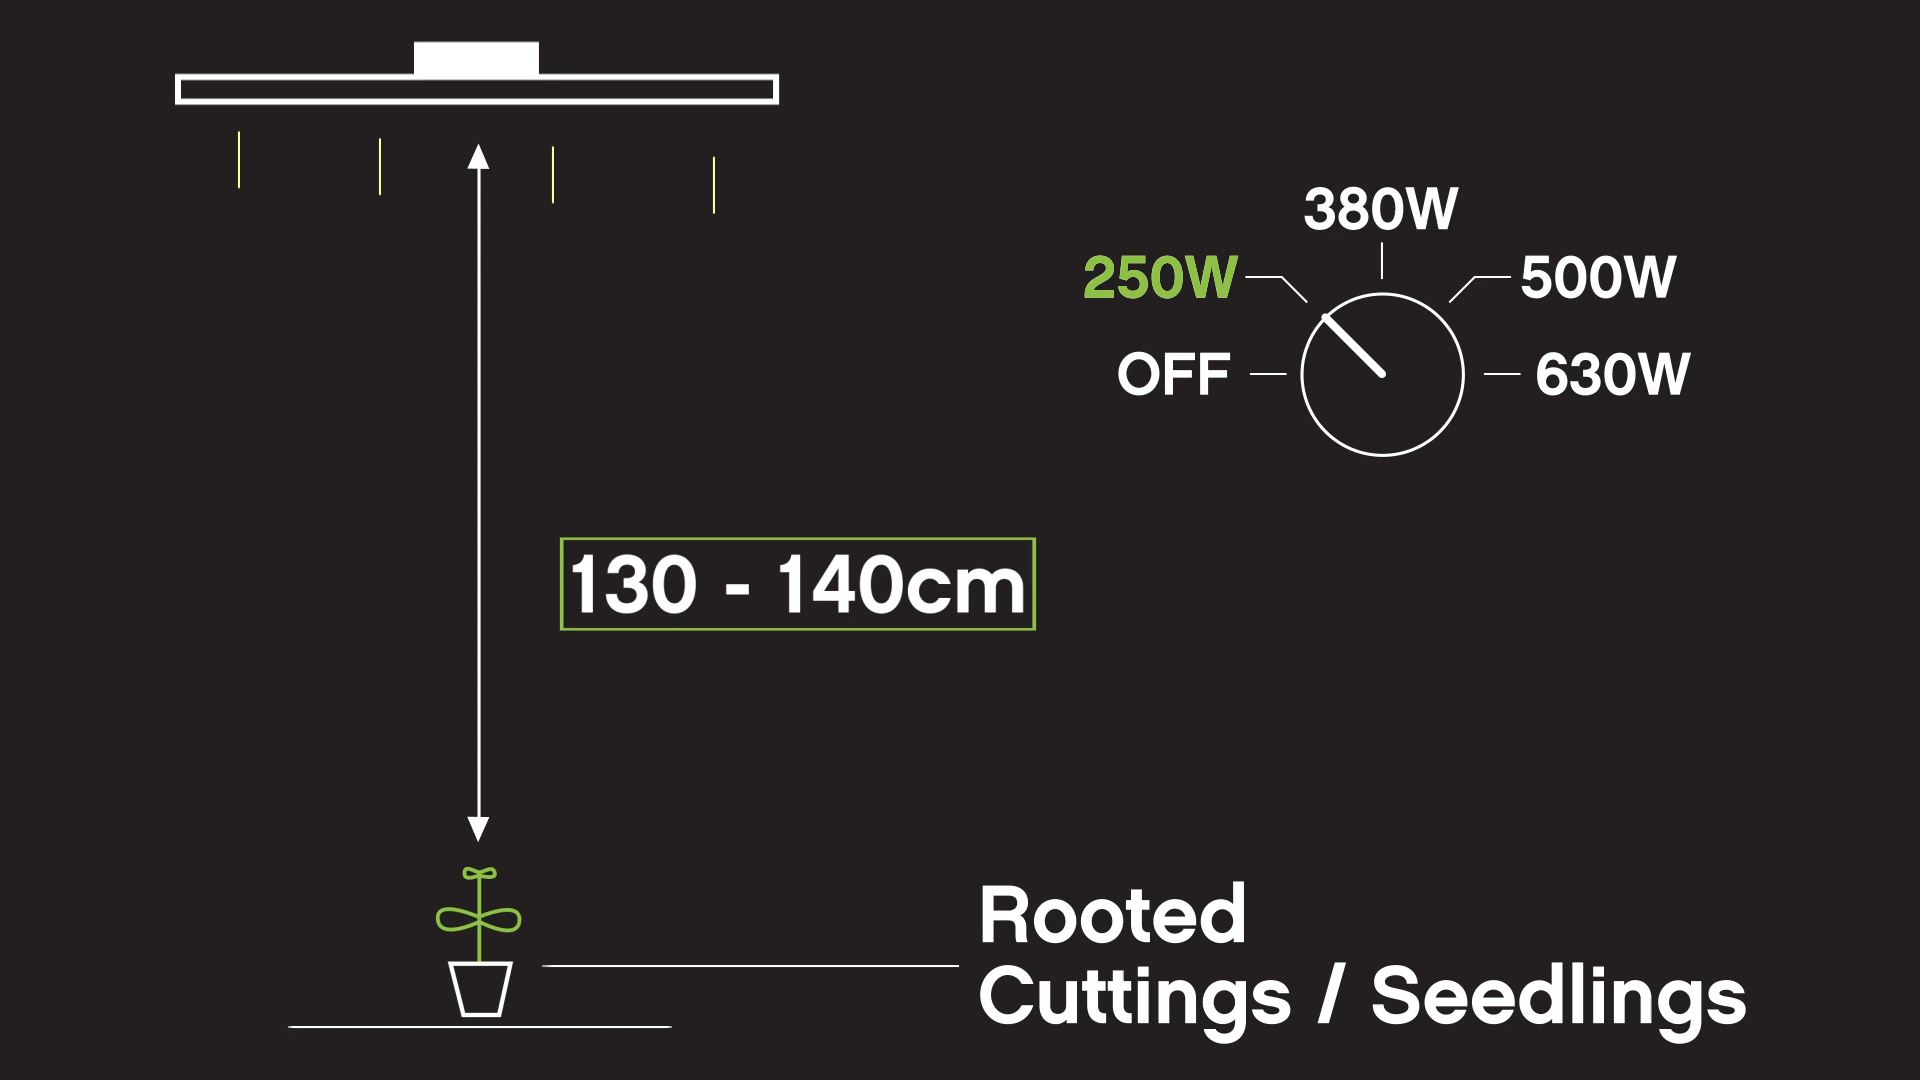 380W
250W
500W
OFF
630W
130 - 140cm
Rooted
Cuttings / Seedlings